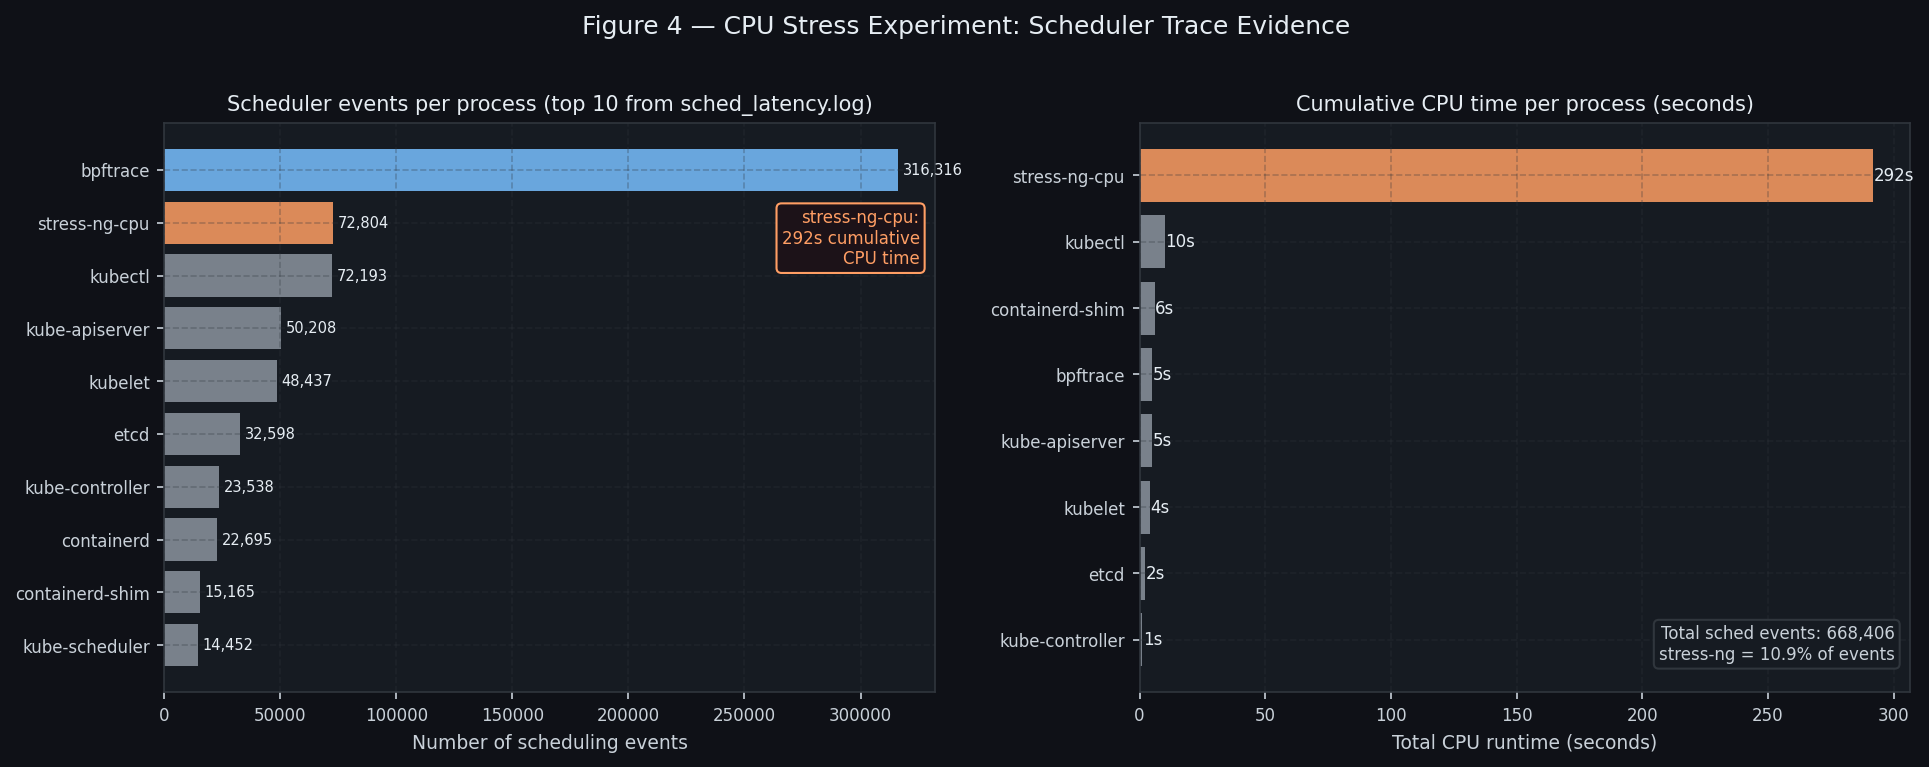 Figure 4 — CPU Stress Experiment: Scheduler Trace Evidence
Scheduler events per process (top 10 from sched_latency.log)
bpftrace
316,316
stress-ng-cpu
72,804
kubectl
72,193
kube-apiserver
50,208
kubelet
48,437
etcd
32,598
kube-controller
23,538
containerd
22,695
containerd-shim
15,165
kube-scheduler
14,452
stress-ng-cpu:
292s cumulative
CPU time
0
50000
100000
150000
200000
250000
300000
Number of scheduling events
Cumulative CPU time per process (seconds)
stress-ng-cpu
292s
kubectl
10s
containerd-shim
6s
bpftrace
5s
kube-apiserver
5s
kubelet
4s
etcd
2s
kube-controller
1s
Total sched events: 668,406
stress-ng = 10.9% of events
0
50
100
150
200
250
300
Total CPU runtime (seconds)